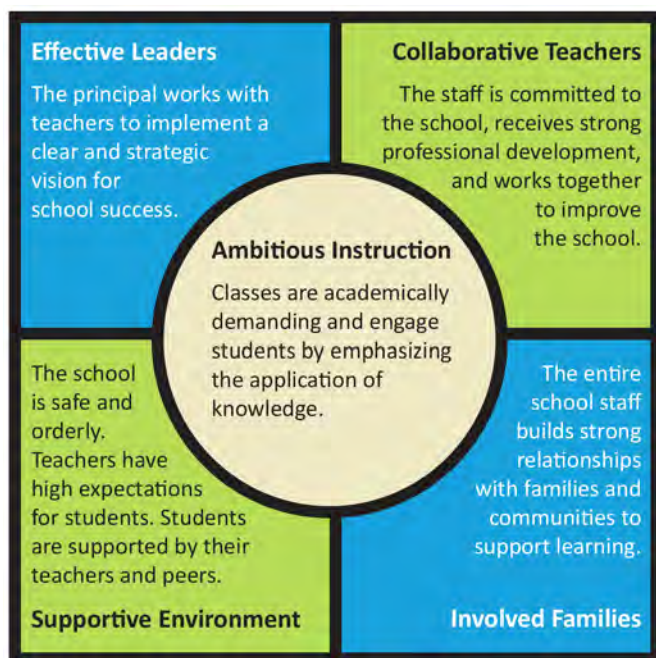 Effective Leaders
The principal works with
teachers to implement a
clear and strategic
vision for
school success.
Collaborative Teachers
The staff is committed to
the school, receives strong
professional development,
and works together
to improve
the school.
Ambitious Instruction
Classes are academically
demanding and engage
students by emphasizing
the application of
knowledge.
The school
is safe and
orderly.
Teachers have
high expectations
for students. Students
are supported by their
teachers and peers.
Supportive Environment
The entire
school staff
builds strong
relationships
with families and
communities to
support learning.
Involved Families